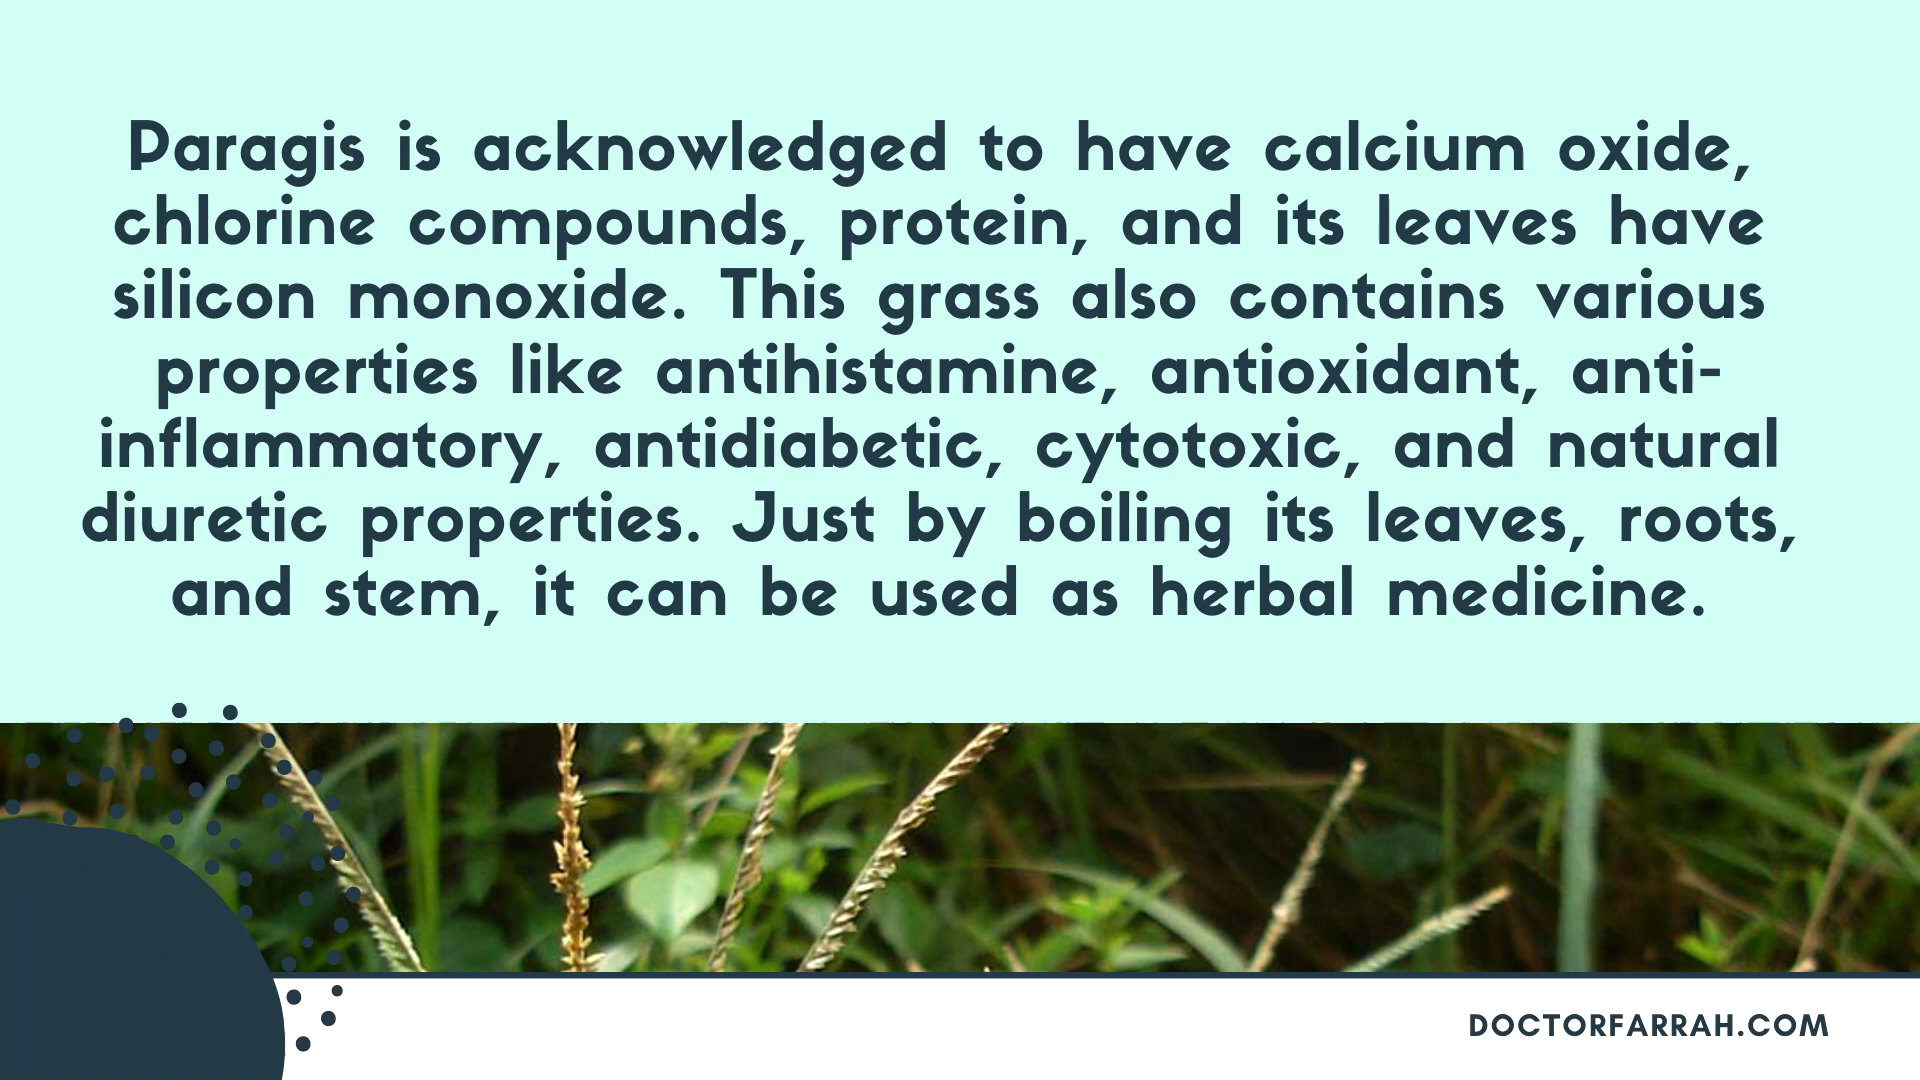 Paragis is acknowledged to have calcium oxide,
chlorine compounds, protein, and its leaves have
silicon monoxide. This grass also contains various
properties like antihistamine, antioxidant, anti-
inflammatory, antidiabetic, cytotoxic, and natural
diuretic properties. Just by boiling its leaves, roots,
and stem, it can be used as herbal medicine.
DOCTORFARRAH.COM